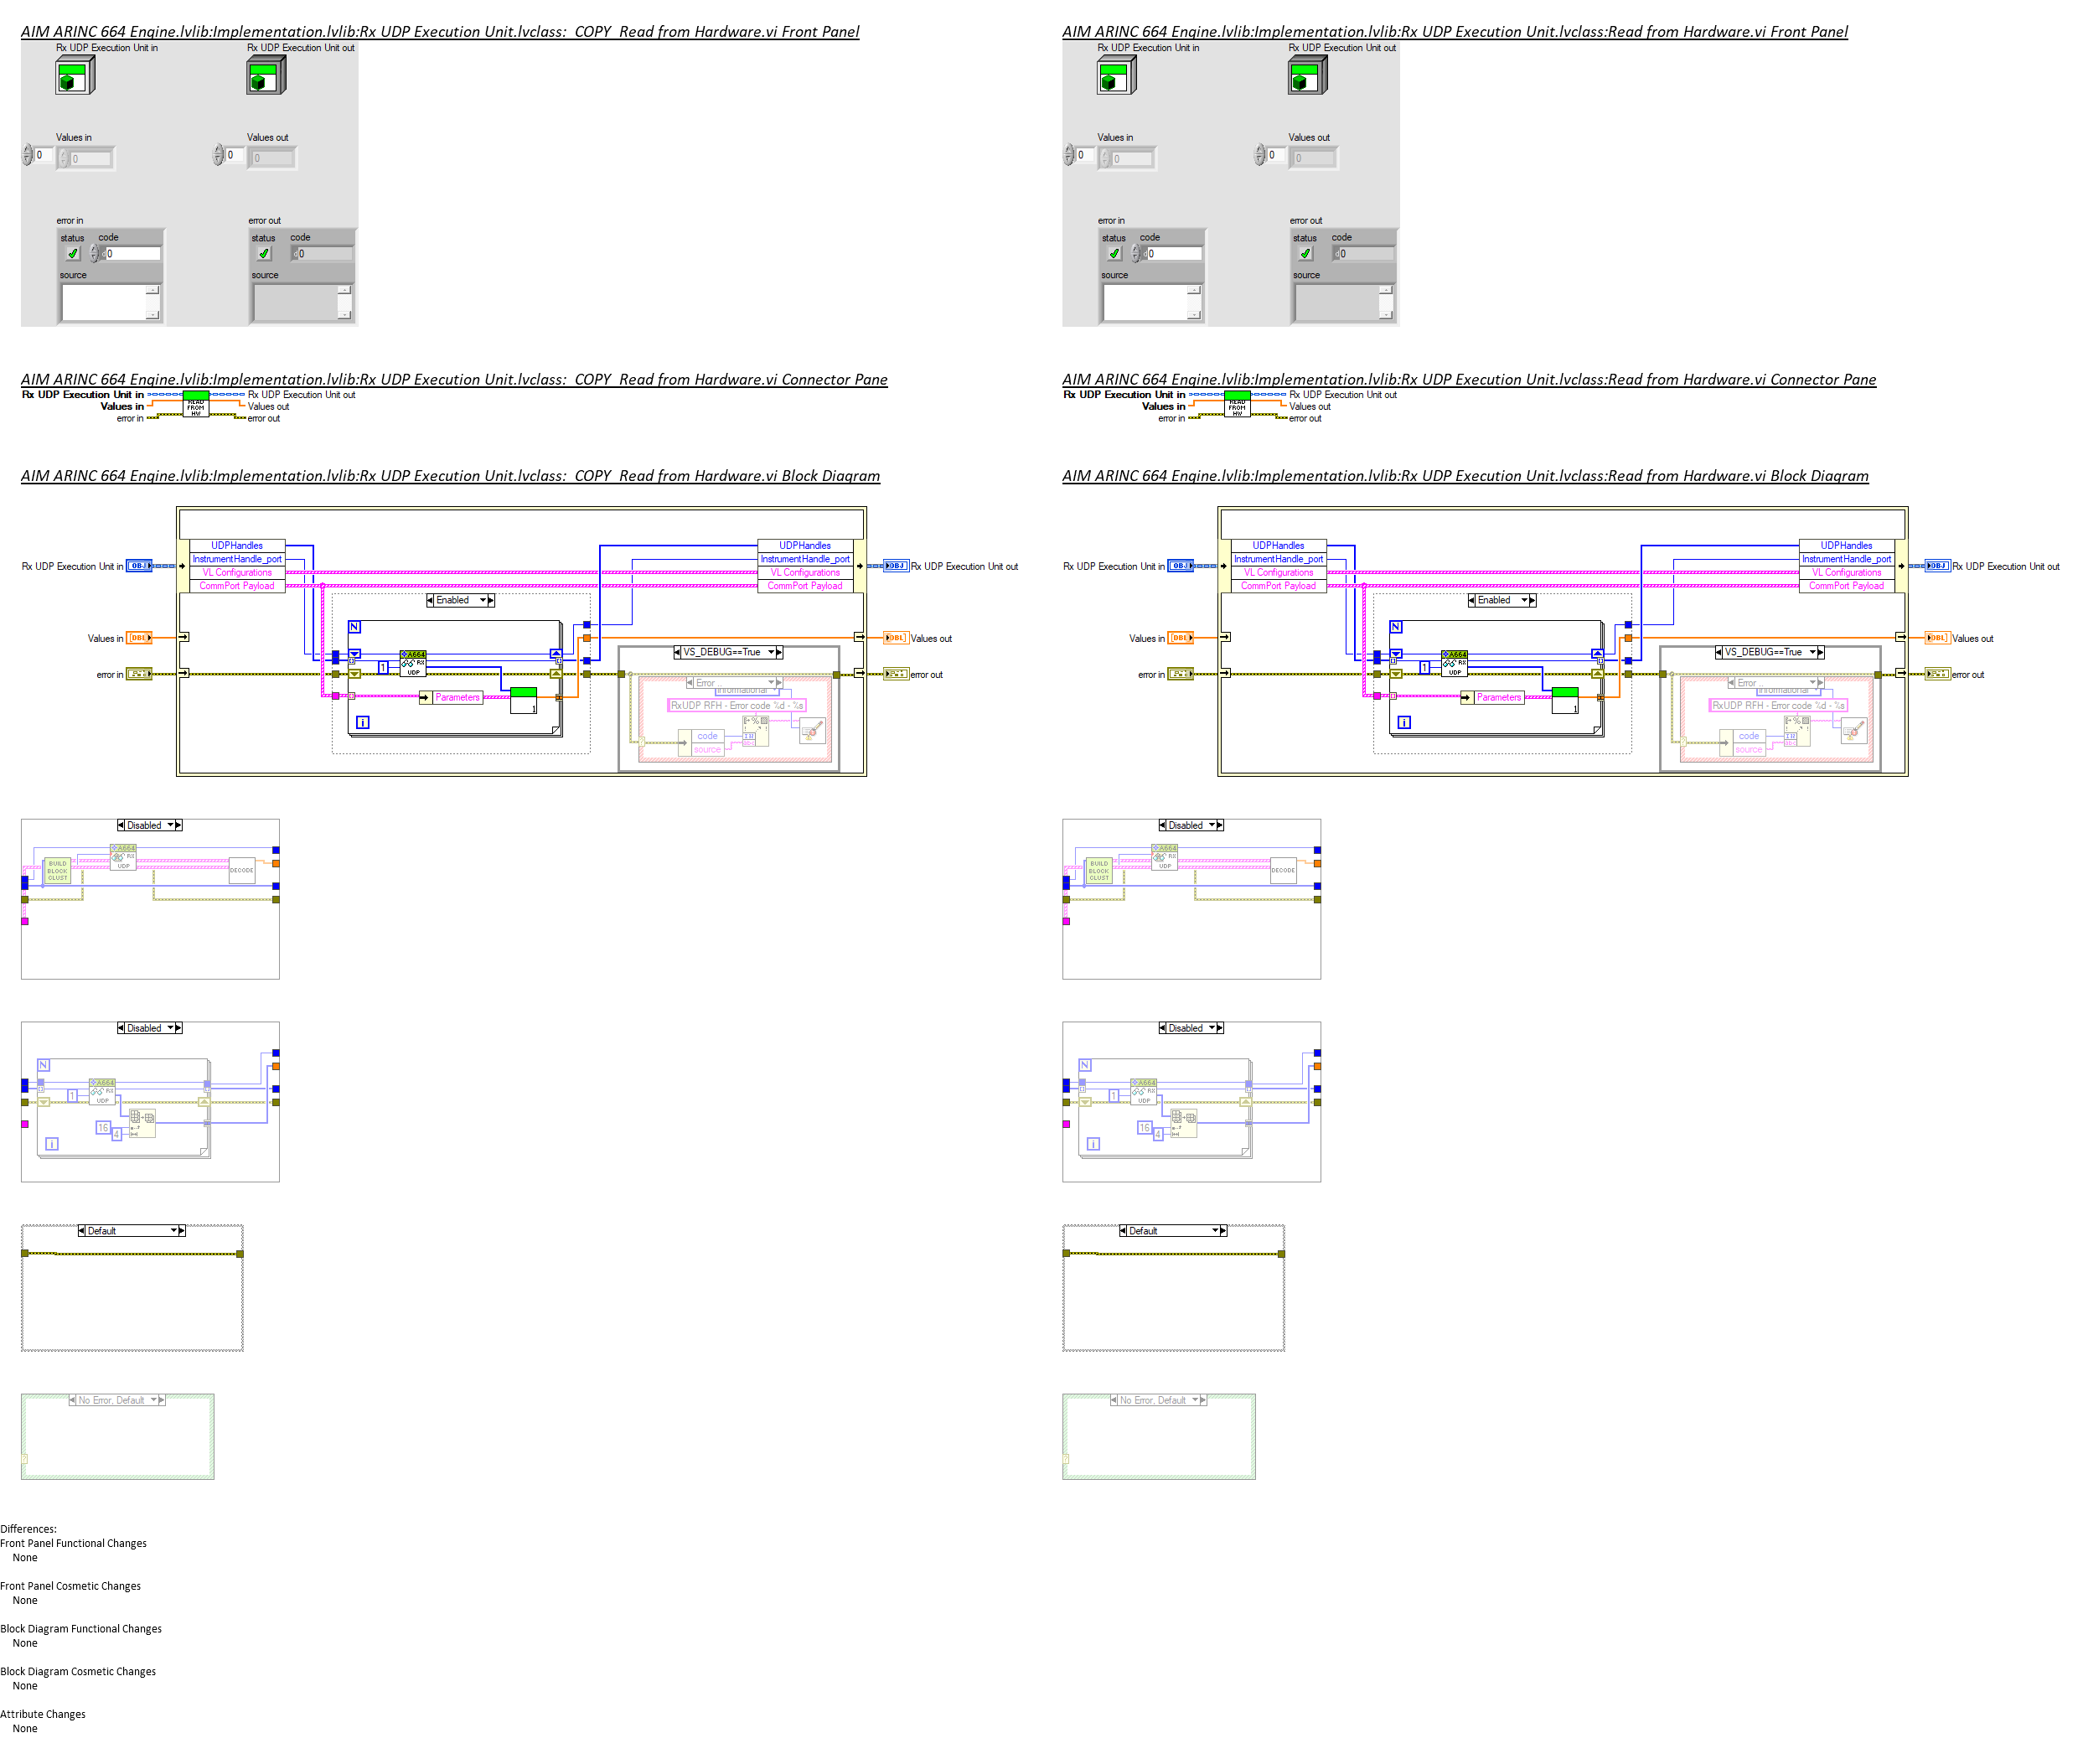 AIM ARINC 664 Engine.lvlib:Implementation.lvlib:Rx UDP Execution Unit.lvclass:  COPY  Read from Hardware.vi Front Panel
Rx UDP Execution Unit in
Rx UDP Execution Unit out
Values in
Values out
0
0
0
0
error in
error out
status
code
status
code
0
0
source
source
AIM ARINC 664 Engine.lvlib:Implementation.lvlib:Rx UDP Execution Unit.lvclass:Read from Hardware.vi Front Panel
Rx UDP Execution Unit in
Rx UDP Execution Unit out
Values in
Values out
0
0
0
0
error in
error out
status
code
status
code
0
0
source
source
AIM ARINC 664 Engine.lvlib:Implementation.lvlib:Rx UDP Execution Unit.lvclass:  COPY  Read from Hardware.vi Connector Pane
Rx UDP Execution Unit in
Rx UDP Execution Unit out
Values in
Values out
error in
error out
READ
FROM
HW
AIM ARINC 664 Engine.lvlib:Implementation.lvlib:Rx UDP Execution Unit.lvclass:Read from Hardware.vi Connector Pane
Rx UDP Execution Unit in
Rx UDP Execution Unit out
Values in
Values out
error in
error out
READ
FROM
HW
AIM ARINC 664 Engine.lvlib:Implementation.lvlib:Rx UDP Execution Unit.lvclass:  COPY  Read from Hardware.vi Block Diagram
UDPHandles
InstrumentHandle_port
VL Configurations
CommPort Payload
UDPHandles
InstrumentHandle_port
VL Configurations
CommPort Payload
Rx UDP Execution Unit in
OBJ
OBJ
Rx UDP Execution Unit out
Enabled
N
Values in
DBL
DBL
Values out
VS_DEBUG==True
A664
RX
UDP
1
error in
error out
Error
Informational
Parameters
1
RxUDP RFH - Error code %d - %s
i
code
source
AIM ARINC 664 Engine.lvlib:Implementation.lvlib:Rx UDP Execution Unit.lvclass:Read from Hardware.vi Block Diagram
UDPHandles
InstrumentHandle_port
VL Configurations
CommPort Payload
UDPHandles
InstrumentHandle_port
VL Configurations
CommPort Payload
Rx UDP Execution Unit in
OBJ
OBJ
Rx UDP Execution Unit out
Enabled
N
Values in
DBL
DBL
Values out
VS_DEBUG==True
A664
RX
UDP
1
error in
error out
Error
Informational
Parameters
1
RxUDP RFH - Error code %d - %s
i
code
source
Disabled
A664
RX
UDP
BUILD
BLOCK
CLUST
DECODE
Disabled
A664
RX
UDP
BUILD
BLOCK
CLUST
DECODE
Disabled
N
A664
RX
UDP
1
16
4
i
Disabled
N
A664
RX
UDP
1
16
4
i
Default
Default
No Error, Default
No Error, Default
Differences:
Front Panel Functional Changes
None
Front Panel Cosmetic Changes
None
Block Diagram Functional Changes
None
Block Diagram Cosmetic Changes
None
Attribute Changes
None